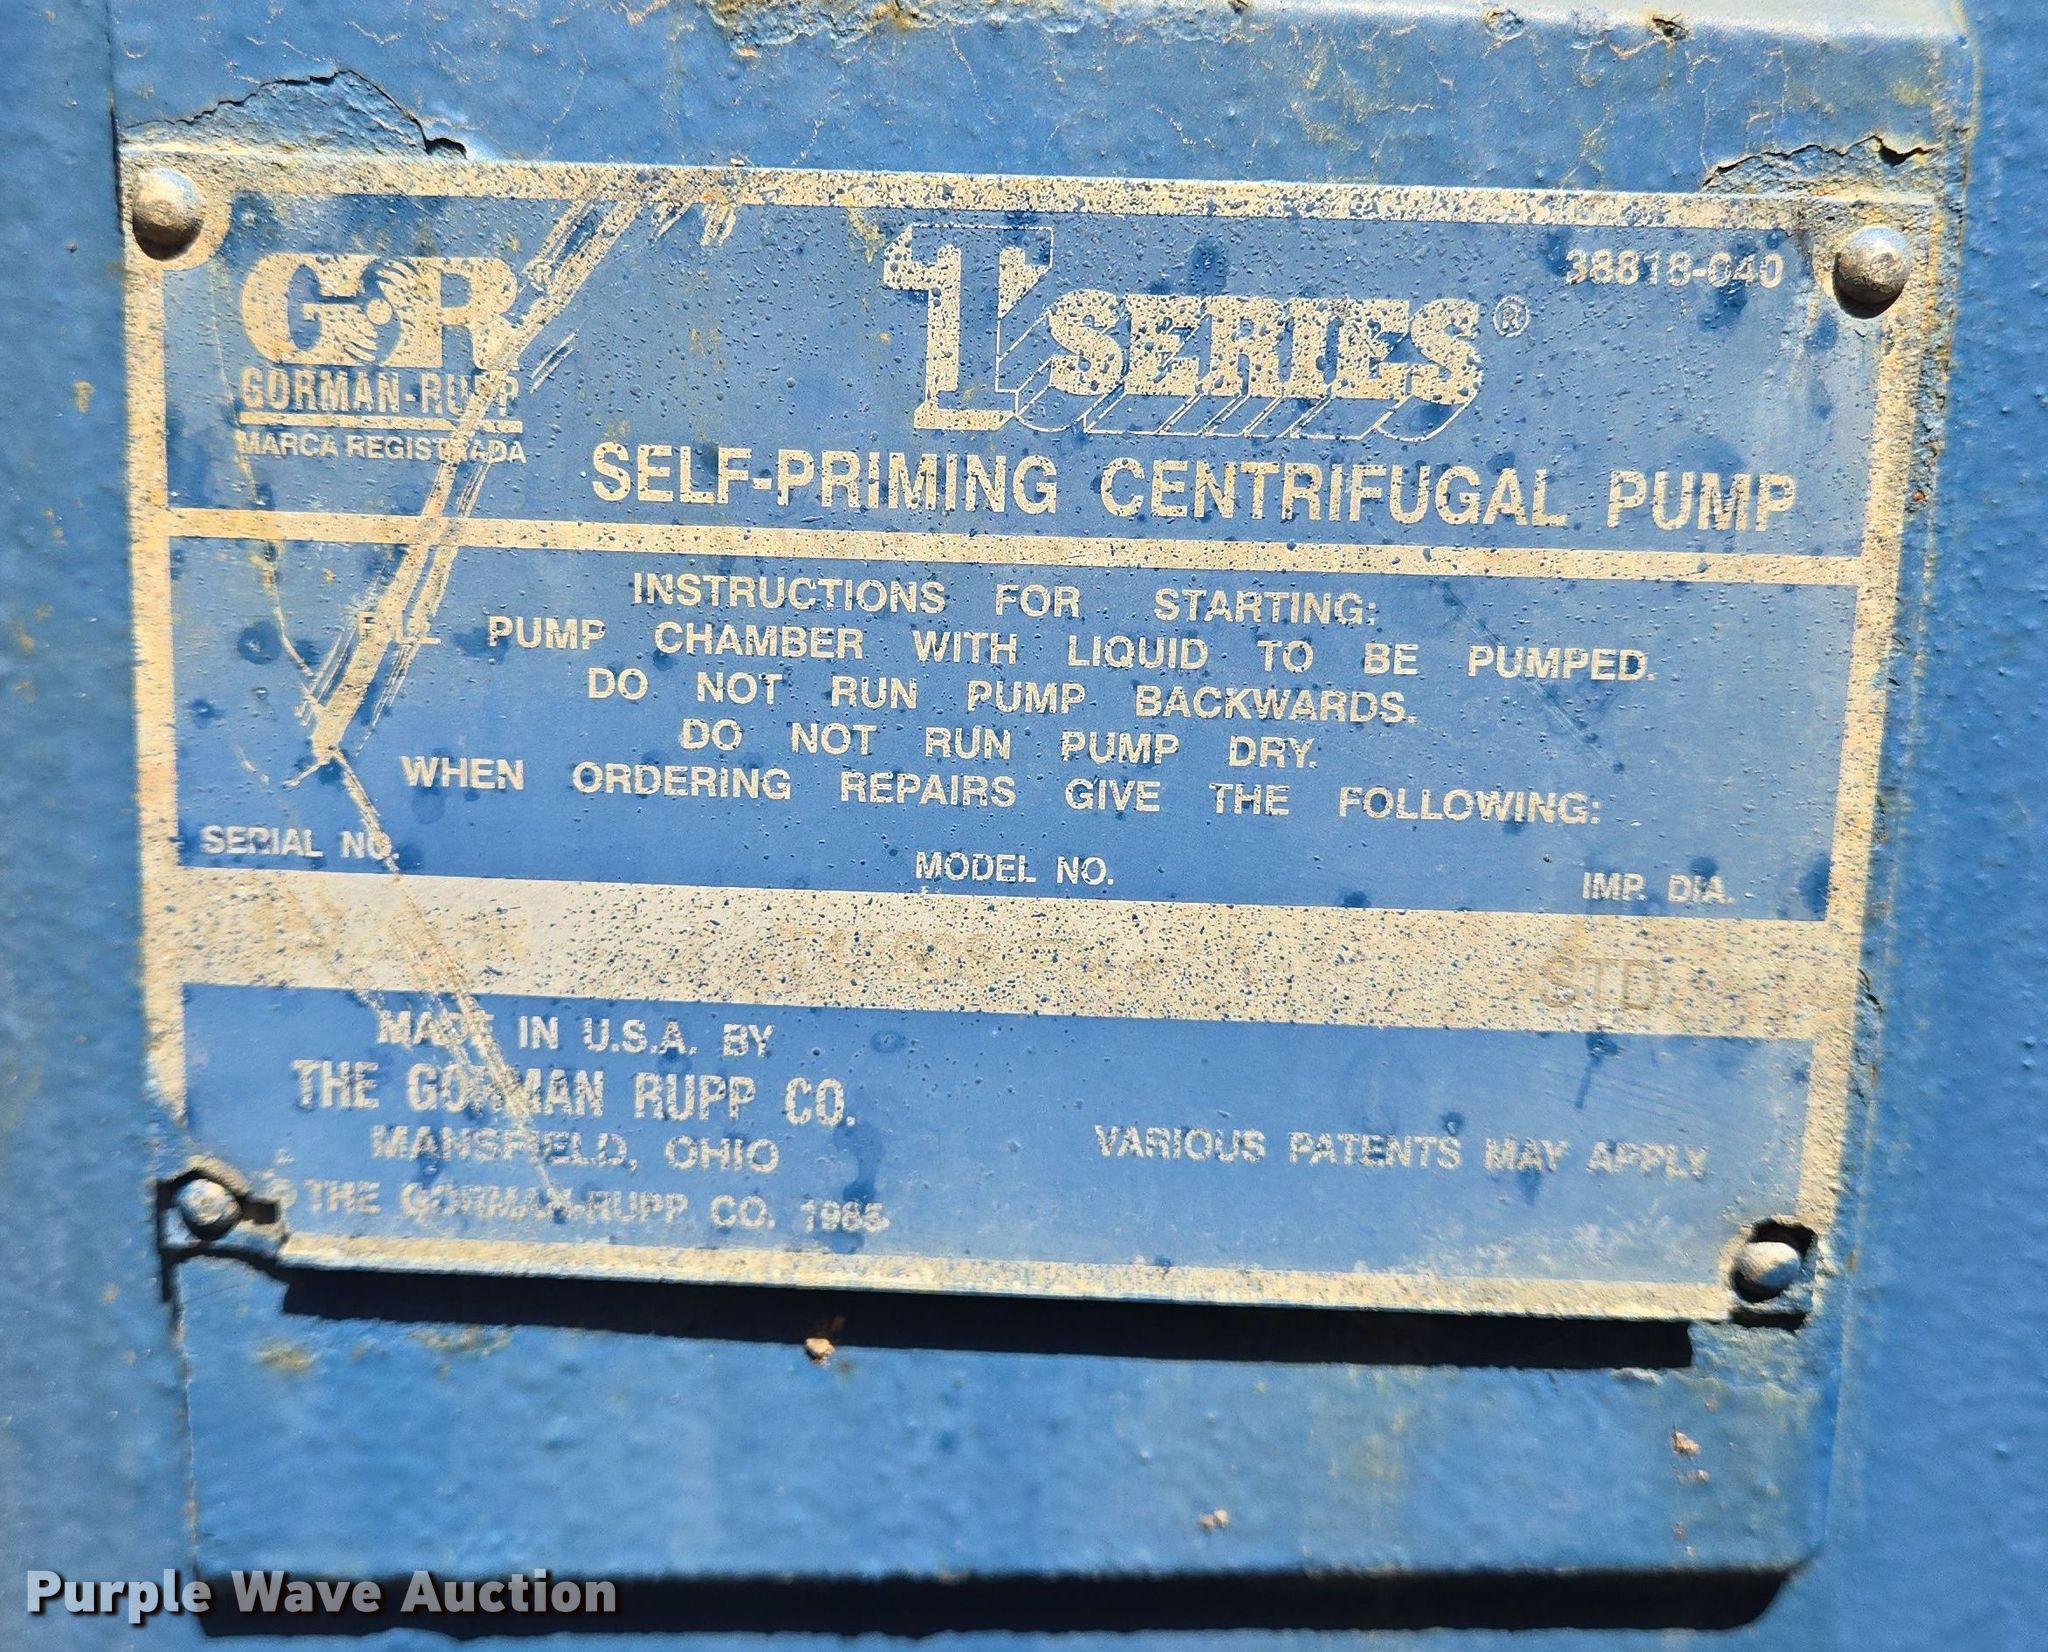 GR
GORMAN-RUPP
MARCA REGISTRADA
T SERIES®
38818-040
SELF-PRIMING CENTRIFUGAL PUMP
INSTRUCTIONS FOR STARTING:
FILL PUMP CHAMBER WITH LIQUID TO BE PUMPED.
DO NOT RUN PUMP BACKWARDS.
DO NOT RUN PUMP DRY.
WHEN ORDERING REPAIRS GIVE THE FOLLOWING:
SERIAL NO. MODEL NO. IMP. DIA.
STD
MADE IN U.S.A. BY
THE GORMAN RUPP CO.
MANSFIELD, OHIO
© THE GORMAN-RUPP CO. 1985
VARIOUS PATENTS MAY APPLY
Purple Wave Auction